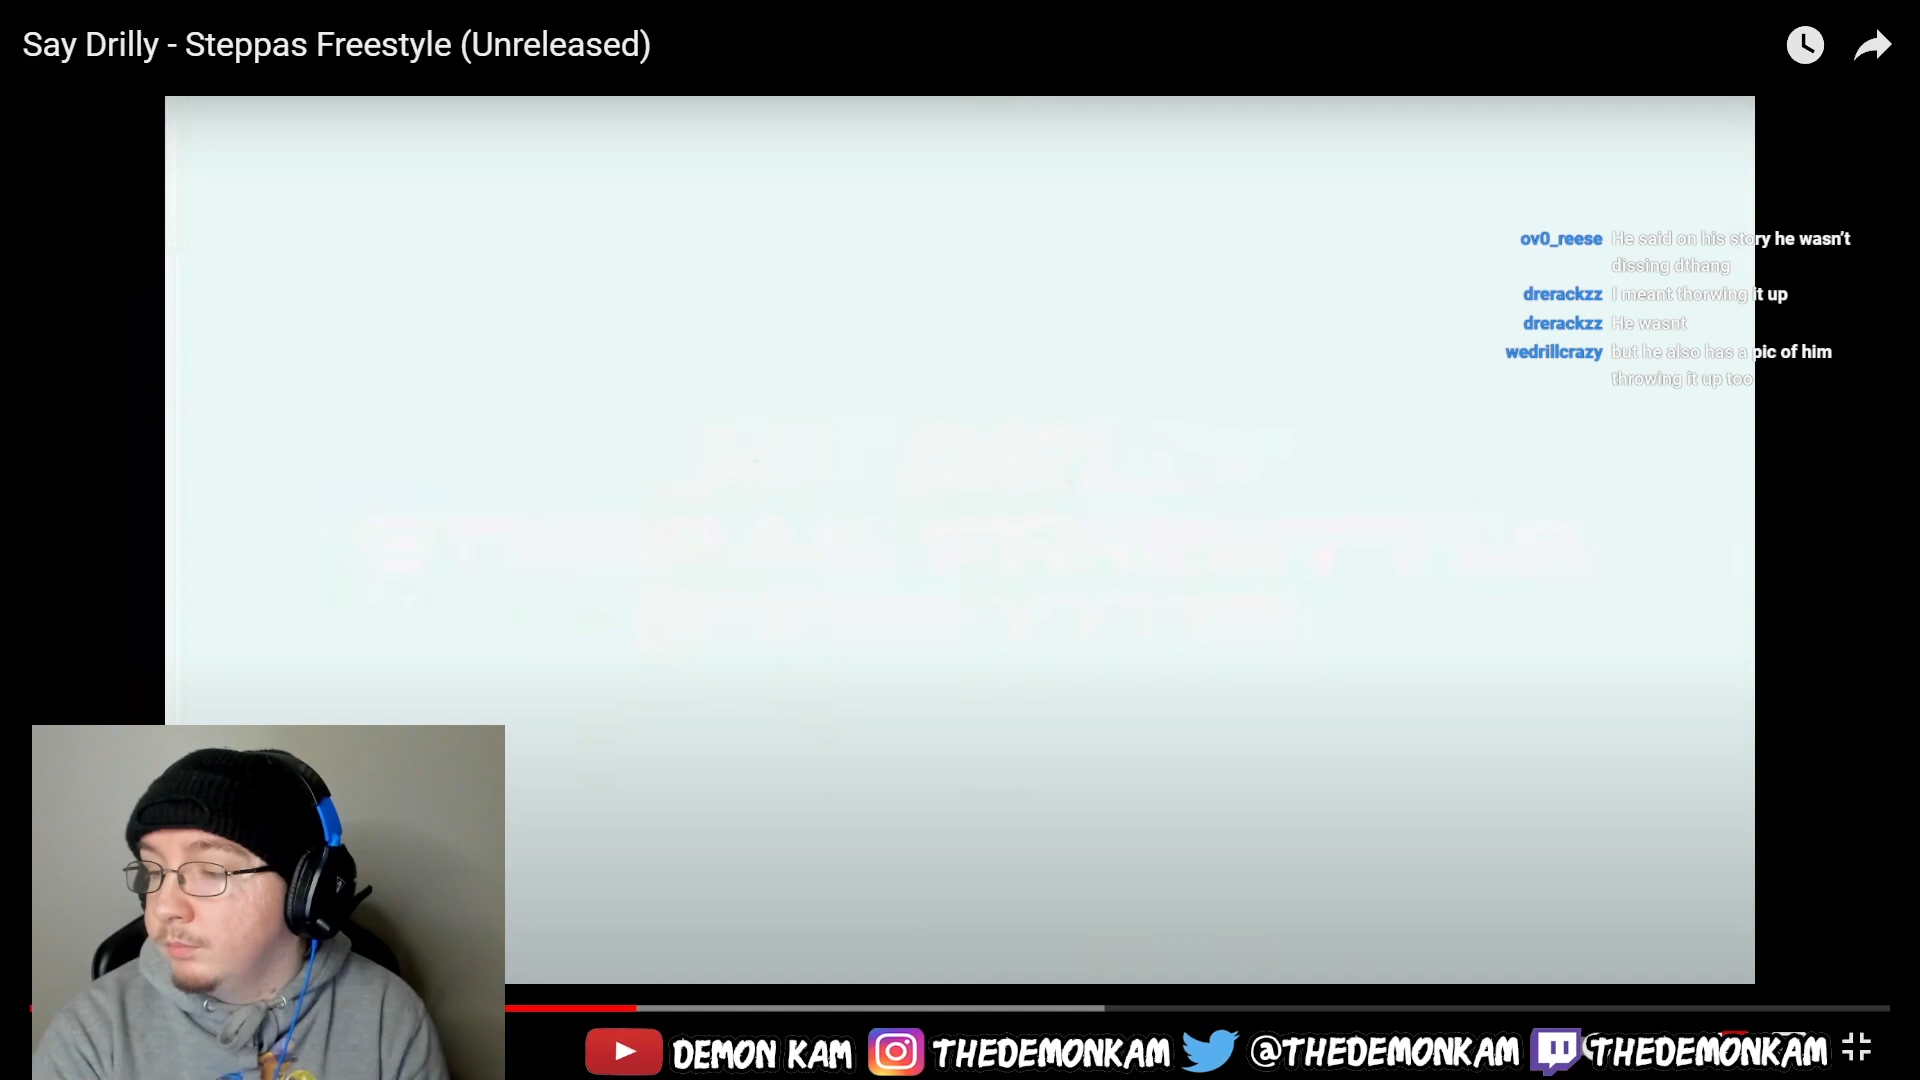 Say Drilly - Steppas Freestyle (Unreleased)
ov0_reese He said on his story he wasn’t
dissing dthang
drerackzz I meant thorwing it up
drerackzz He wasnt
wedrillcrazy but he also has a pic of him
throwing it up too
DEMON KAM THEDEMONKAM @THEDEMONKAM THEDEMONKAM